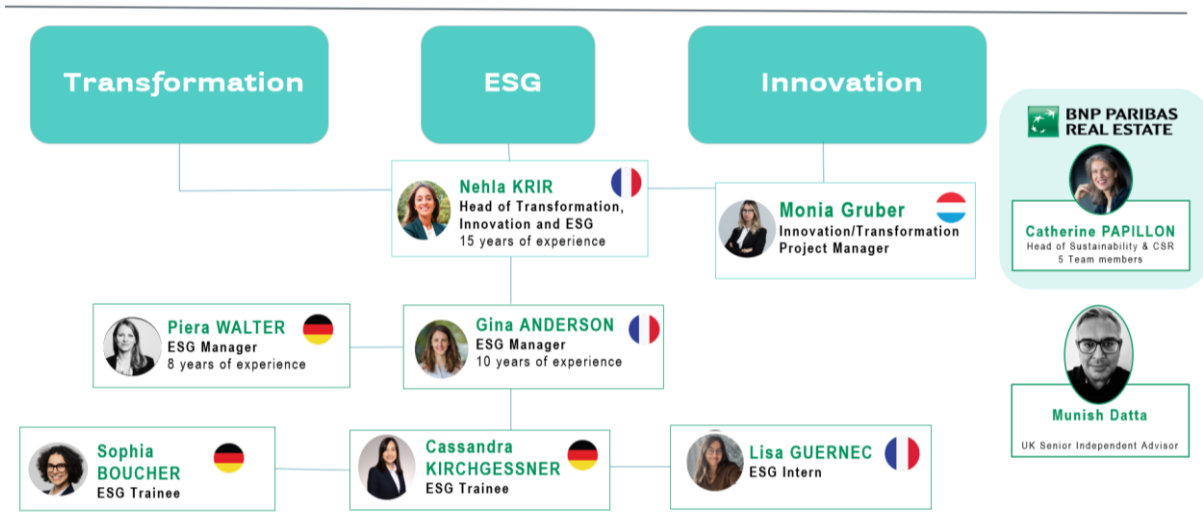 Transformation
ESG
Innovation
BNP PARIBAS
REAL ESTATE
Nehla KRIR
Head of Transformation,
Innovation and ESG
15 years of experience
Monia Gruber
Innovation/Transformation
Project Manager
Catherine PAPILLON
Head of Sustainability & CSR
5 Team members
Piera WALTER
ESG Manager
8 years of experience
Gina ANDERSON
ESG Manager
10 years of experience
Munish Datta
UK Senior Independent Advisor
Sophia
BOUCHER
ESG Trainee
Cassandra
KIRCHGESSNER
ESG Trainee
Lisa GUERNEC
ESG Intern